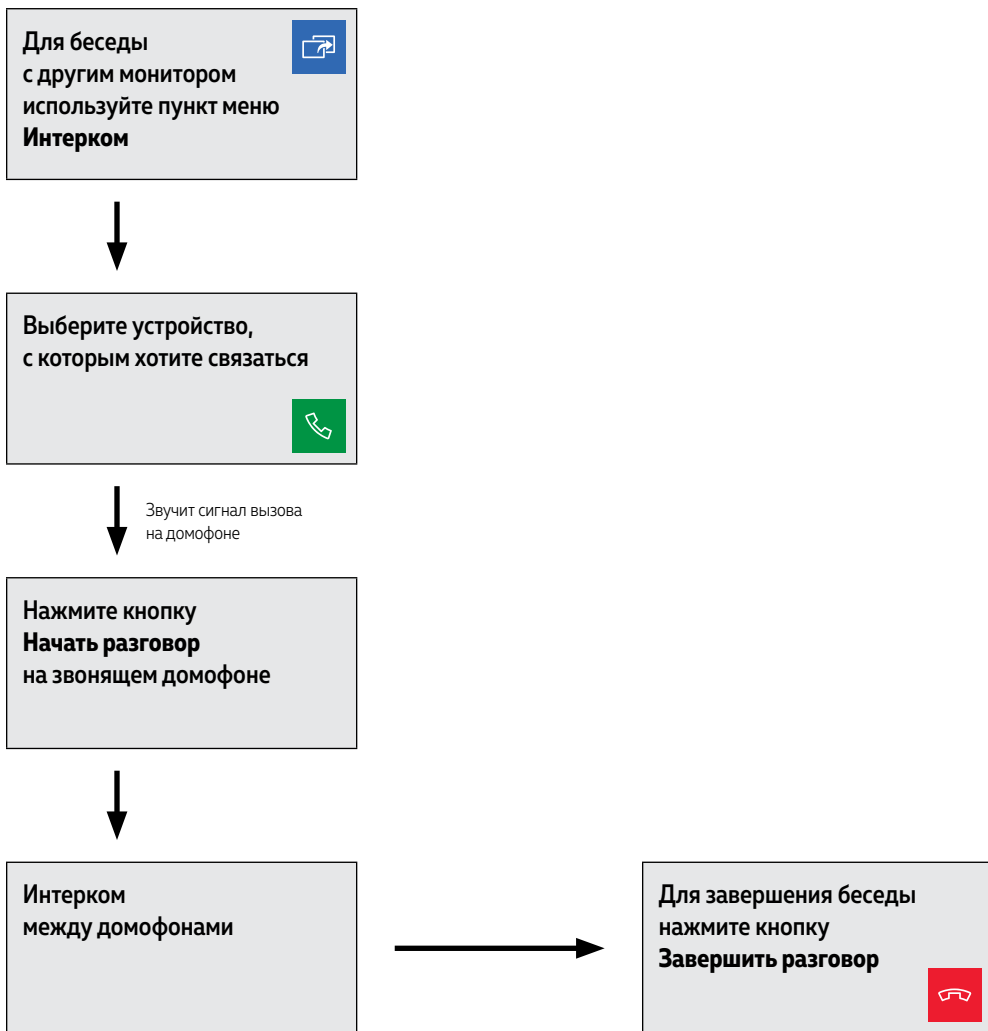 Для беседы
с другим монитором
используйте пункт меню
Интерком
Выберите устройство,
с которым хотите связаться
Звучит сигнал вызова
на домофоне
Нажмите кнопку
Начать разговор
на звонящем домофоне
Интерком
между домофонами
Для завершения беседы
нажмите кнопку
Завершить разговор